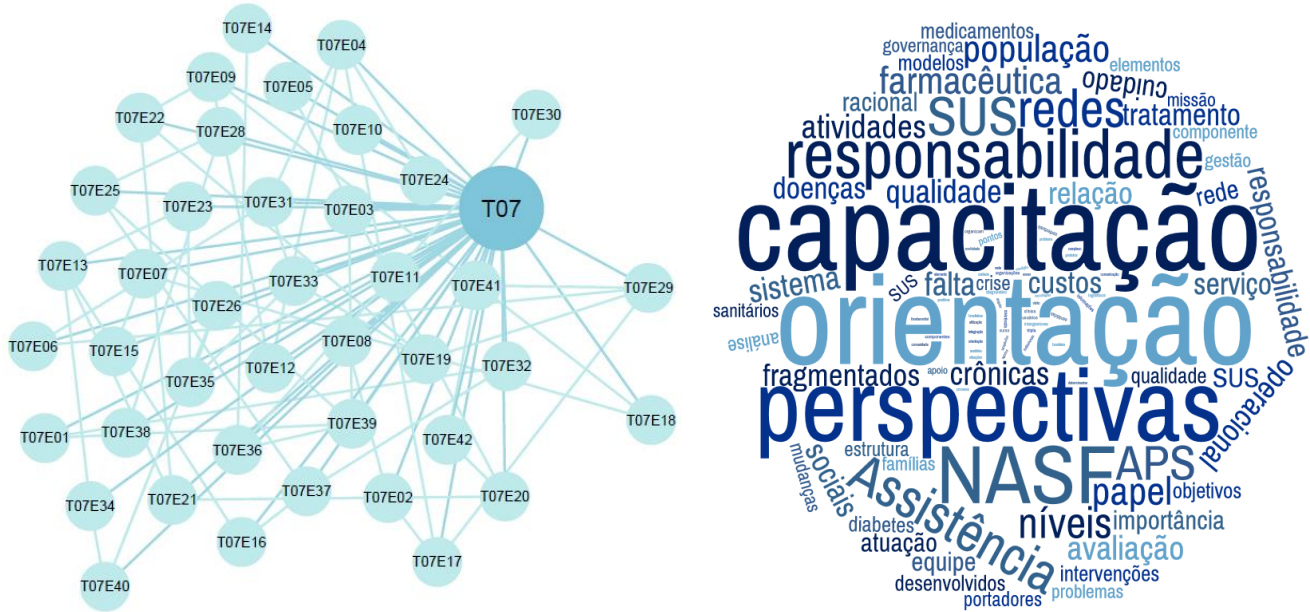 T07E14
T07E04
T07E09
T07E05
T07E22
T07E28
T07E10
T07E30
T07E24
T07E25
T07E23
T07E31
T07E03
T07
T07E13
T07E07
T07E33
T07E11
T07E41
T07E29
T07E26
T07E06
T07E15
T07E08
T07E19
T07E32
T07E35
T07E12
T07E18
T07E01
T07E38
T07E36
T07E39
T07E42
T07E34
T07E21
T07E37
T07E02
T07E20
T07E16
T07E17
T07E40
medicamentos
governança
população
modelos
elementos
farmacêutica
cuidado
racional
SUS
redes
missão
tratamento
atividades
componente
responsabilidade
gestão
doenças
qualidade
relação
rede
responsabilidade
capacitação
pontos
sistema
SUS
falta
crise
custos
serviço
sanitários
orientação
análise
fragmentados
apoio
crônicas
qualidade
SUS
operacional
perspectivas
estrutura
sociais
mudanças
famílias
NASF
APS
Assistência
papel
objetivos
diabetes
níveis
importância
atuação
avaliação
equipe
intervenções
desenvolvidos
problemas
portadores